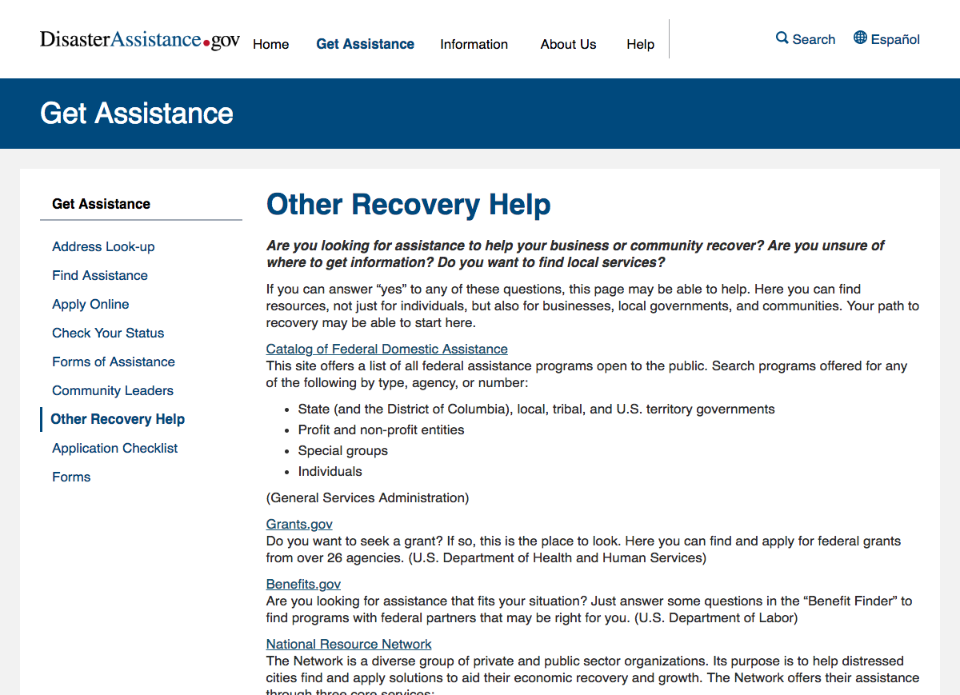 DisasterAssistance.gov
Home Get Assistance Information About Us Help
Search Español
Get Assistance
Get Assistance
Address Look-up
Find Assistance
Apply Online
Check Your Status
Forms of Assistance
Community Leaders
Other Recovery Help
Application Checklist
Forms
Other Recovery Help
Are you looking for assistance to help your business or community recover? Are you unsure of
where to get information? Do you want to find local services?
If you can answer “yes” to any of these questions, this page may be able to help. Here you can find
resources, not just for individuals, but also for businesses, local governments, and communities. Your path to
recovery may be able to start here.
Catalog of Federal Domestic Assistance
This site offers a list of all federal assistance programs open to the public. Search programs offered for any
of the following by type, agency, or number:
• State (and the District of Columbia), local, tribal, and U.S. territory governments
• Profit and non-profit entities
• Special groups
• Individuals
(General Services Administration)
Grants.gov
Do you want to seek a grant? If so, this is the place to look. Here you can find and apply for federal grants
from over 26 agencies. (U.S. Department of Health and Human Services)
Benefits.gov
Are you looking for assistance that fits your situation? Just answer some questions in the “Benefit Finder” to
find programs with federal partners that may be right for you. (U.S. Department of Labor)
National Resource Network
The Network is a diverse group of private and public sector organizations. Its purpose is to help distressed
cities find and apply solutions to aid their economic recovery and growth. The Network offers their assistance
through three core services: